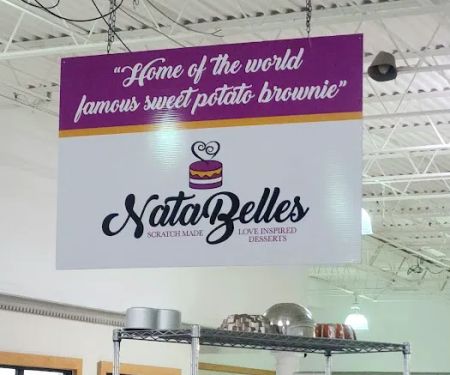 "Home of the world
famous sweet potato brownie"
NataBelles
SCRATCH MADE LOVE INSPIRED
DESSERTS